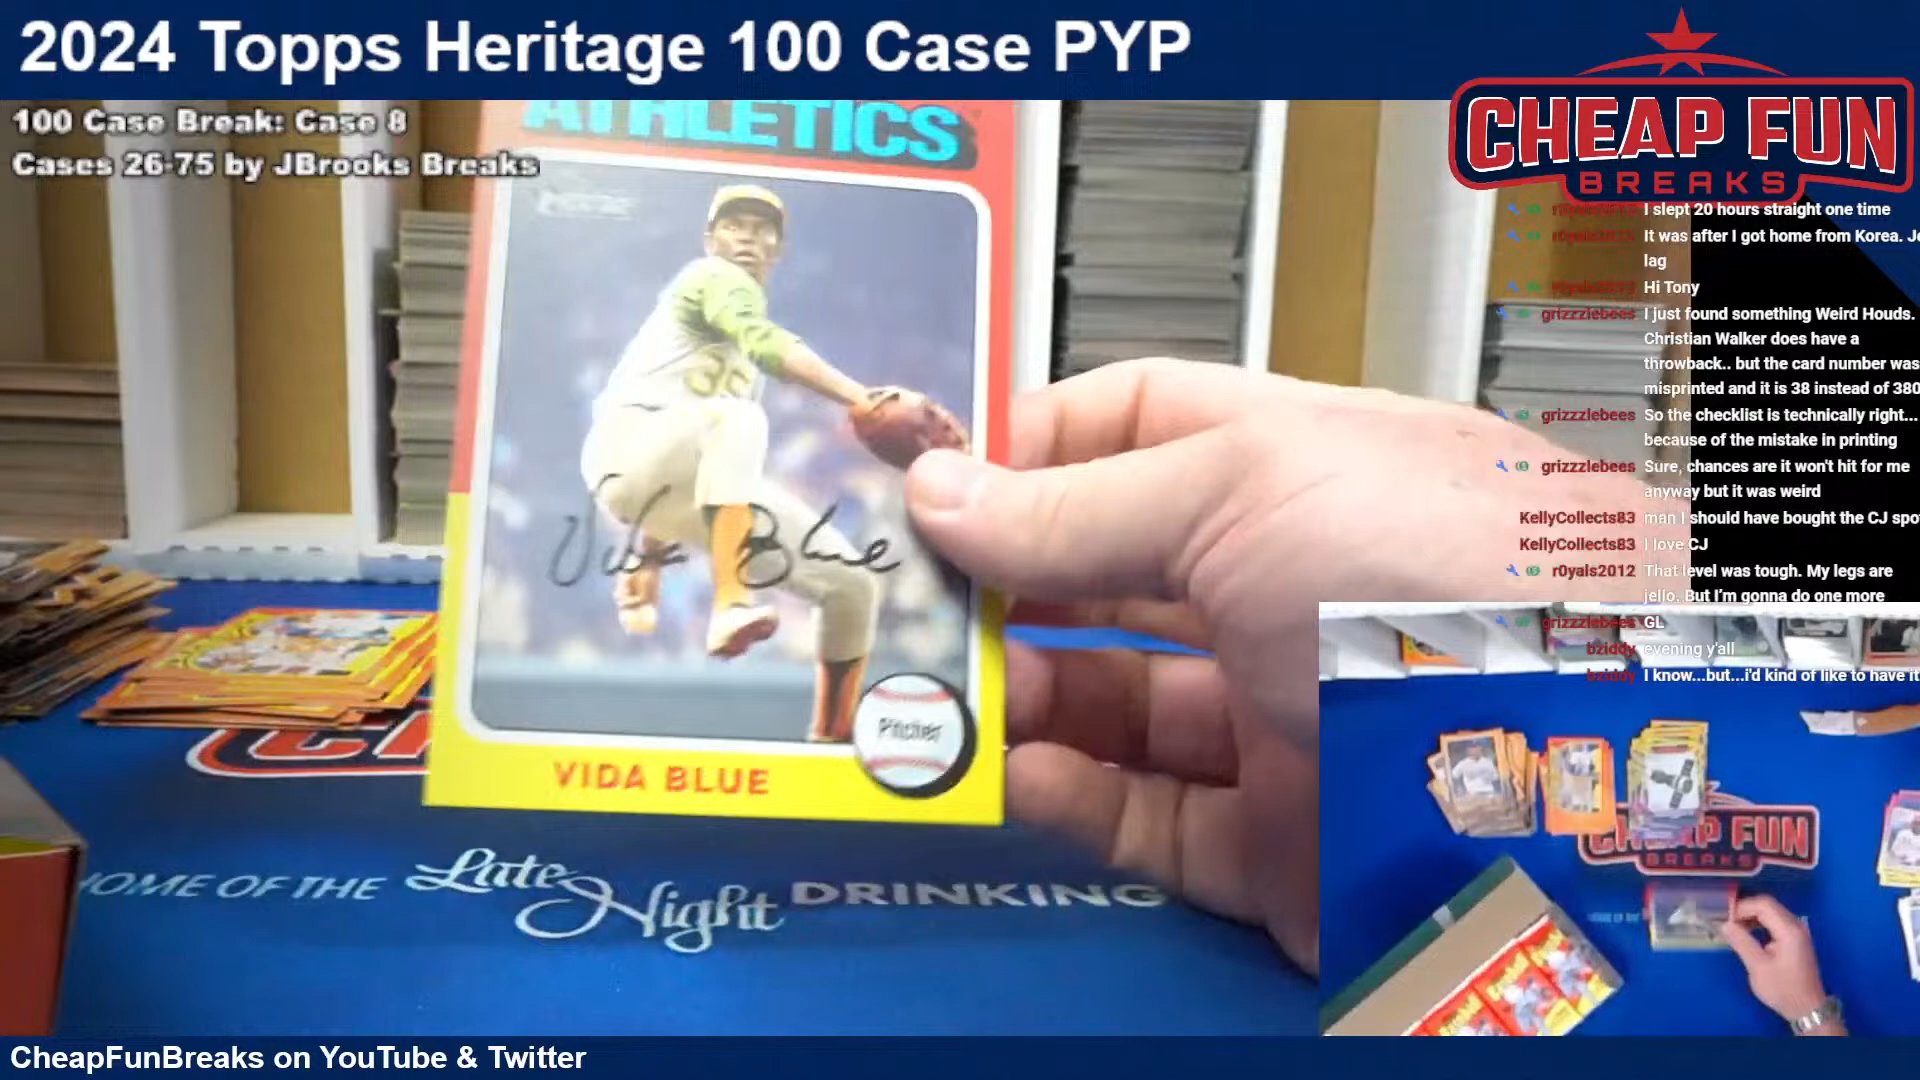 2024 Topps Heritage 100 Case PYP
100 Case Break: Case 8
Cases 26-75 by JBrooks Breaks
CHEAP FUN
BREAKS
ATHLETICS
35
Vida Blue
Pitcher
VIDA BLUE
HOME OF THE Late Night DRINKING
I slept 20 hours straight one time
It was after I got home from Korea. Je
lag
Hi Tony
grizzzlebees I just found something Weird Houds.
Christian Walker does have a
throwback.. but the card number was
misprinted and it is 38 instead of 380
grizzzlebees So the checklist is technically right...
because of the mistake in printing
grizzzlebees Sure, chances are it won't hit for me
anyway but it was weird
KellyCollects83 man I should have bought the CJ spo
KellyCollects83 I love CJ
r0yals2012 That level was tough. My legs are
jello. But I'm gonna do one more
grizzzlebees GL
bziddy evening y'all
bziddy I know...but...i'd kind of like to have it
CHEAP FUN
BREAKS
CheapFunBreaks on YouTube & Twitter